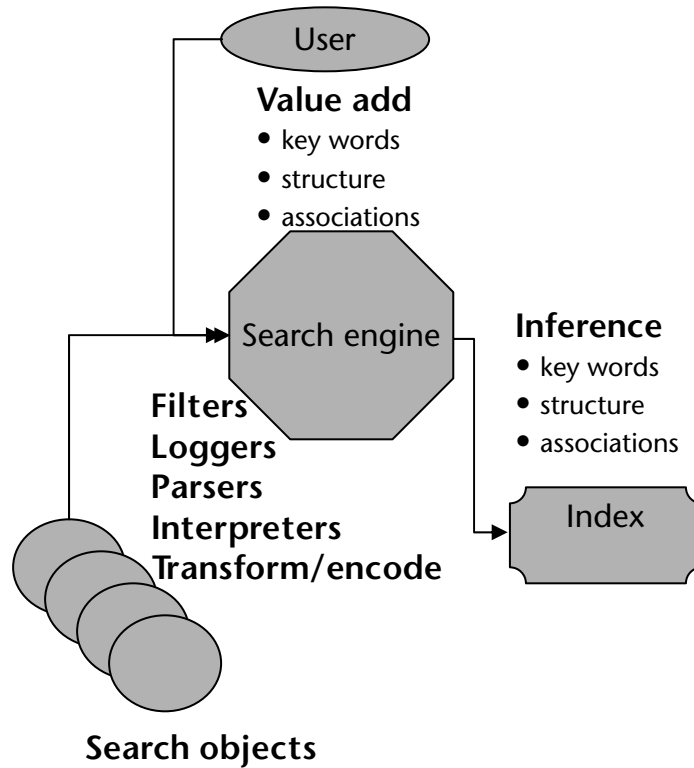 User
Value add
• key words
• structure
• associations
Search engine
Inference
• key words
• structure
• associations
Filters
Loggers
Parsers
Interpreters
Transform/encode
Index
Search objects